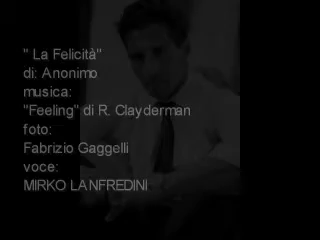 " La Felicità"
di: Anonimo
musica:
"Feeling" di R. Clayderman
foto:
Fabrizio Gaggelli
voce:
MIRKO LANFREDINI